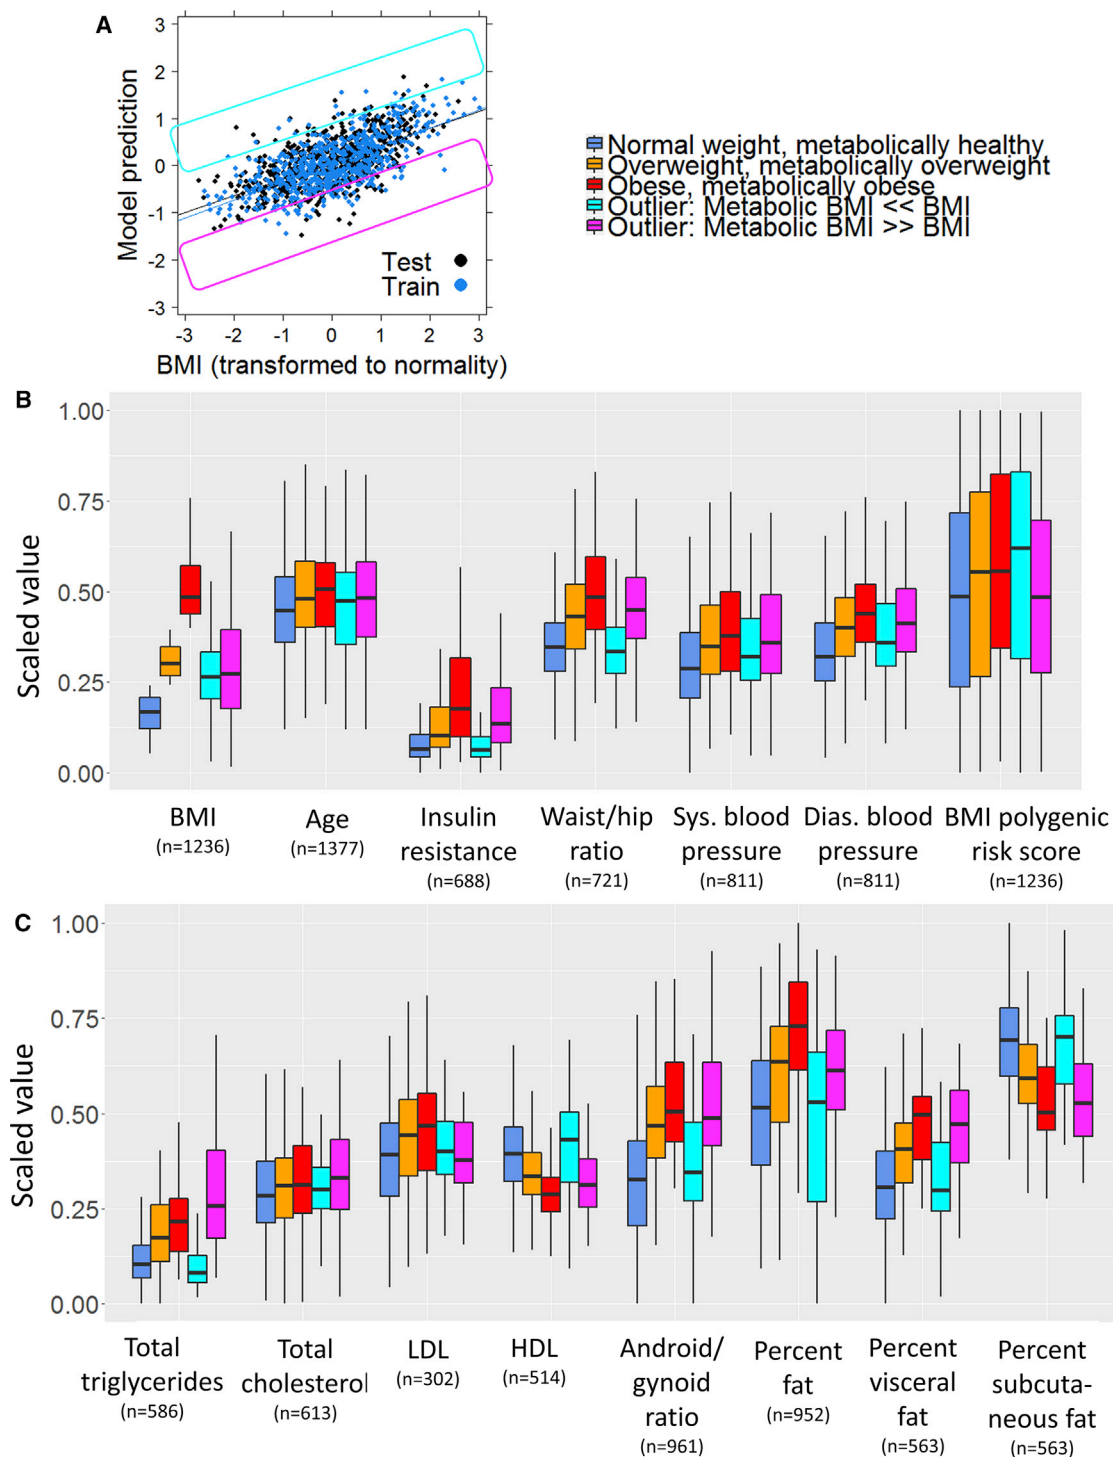 A
3
2
1
0
-1
-2
-3
Model prediction
Test
Train
-3 -2 -1 0 1 2 3
BMI (transformed to normality)
Normal weight, metabolically healthy
Overweight, metabolically overweight
Obese, metabolically obese
Outlier: Metabolic BMI << BMI
Outlier: Metabolic BMI >> BMI
B
1.00
0.75
0.50
0.25
0.00
Scaled value
BMI
(n=1236)
Age
(n=1377)
Insulin
resistance
(n=688)
Waist/hip
ratio
(n=721)
Sys. blood
pressure
(n=811)
Dias. blood
pressure
(n=811)
BMI polygenic
risk score
(n=1236)
C
1.00
0.75
0.50
0.25
0.00
Scaled value
Total
triglycerides
(n=586)
Total
cholesterol
(n=613)
LDL
(n=302)
HDL
(n=514)
Android/
gynoid
ratio
(n=961)
Percent
fat
(n=952)
Percent
visceral
fat
(n=563)
Percent
subcuta-
neous fat
(n=563)